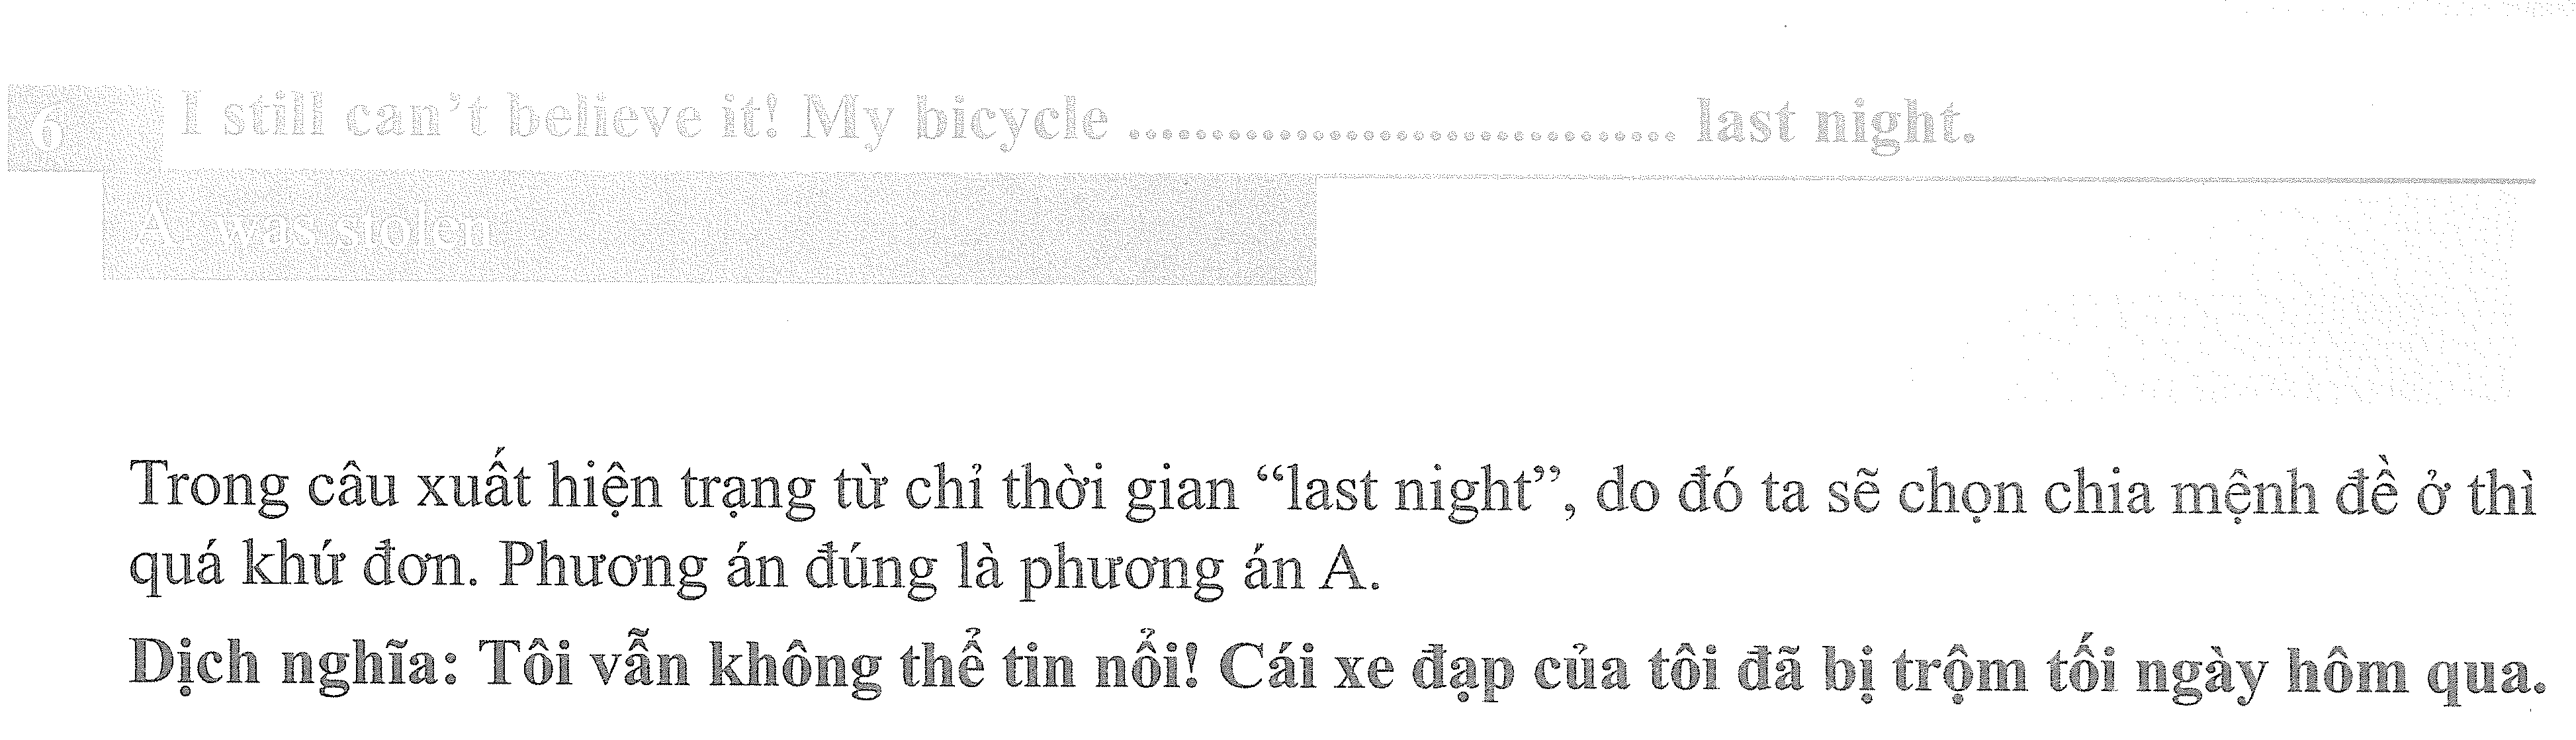 6 I still can't believe it! My bicycle ................................. last night.
A. was stolen
Trong câu xuất hiện trạng từ chỉ thời gian “last night”, do đó ta sẽ chọn chia mệnh đề ở thì
quá khứ đơn. Phương án đúng là phương án A.
Dịch nghĩa: Tôi vẫn không thể tin nổi! Cái xe đạp của tôi đã bị trộm tối ngày hôm qua.